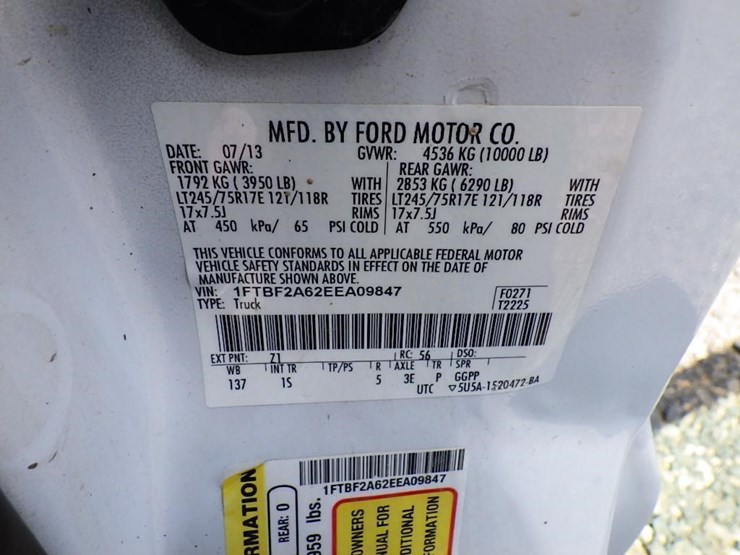 MFD. BY FORD MOTOR CO.
DATE: 07/13 GVWR: 4536 KG (10000 LB)
FRONT GAWR: REAR GAWR:
1792 KG ( 3950 LB) WITH 2853 KG ( 6290 LB) WITH
LT245/75R17E 121/118R TIRES LT245/75R17E 121/118R TIRES
17x7.5J RIMS 17x7.5J RIMS
AT 450 kPa/ 65 PSI COLD AT 550 kPa/ 80 PSI COLD
THIS VEHICLE CONFORMS TO ALL APPLICABLE FEDERAL MOTOR
VEHICLE SAFETY STANDARDS IN EFFECT ON THE DATE OF
MANUFACTURE SHOWN ABOVE.
VIN: 1FTBF2A62EEA09847 F0271
TYPE: Truck T2225
EXT PNT: Z1 RC: 56 DSO:
WB INT TR TP/PS R AXLE TR SPR
137 1S 5 3E P GGPP
UTC ▽5U5A-1520472-BA
1FTBF2A62EEA09847
RMATION
REAR: 0
959 lbs.
OWNERS
UAL FOR
DITIONAL
ORMATION